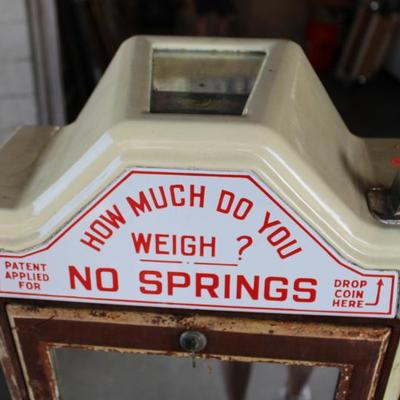 HOW MUCH DO YOU
WEIGH ?
NO SPRINGS
PATENT
APPLIED
FOR
DROP
COIN
HERE